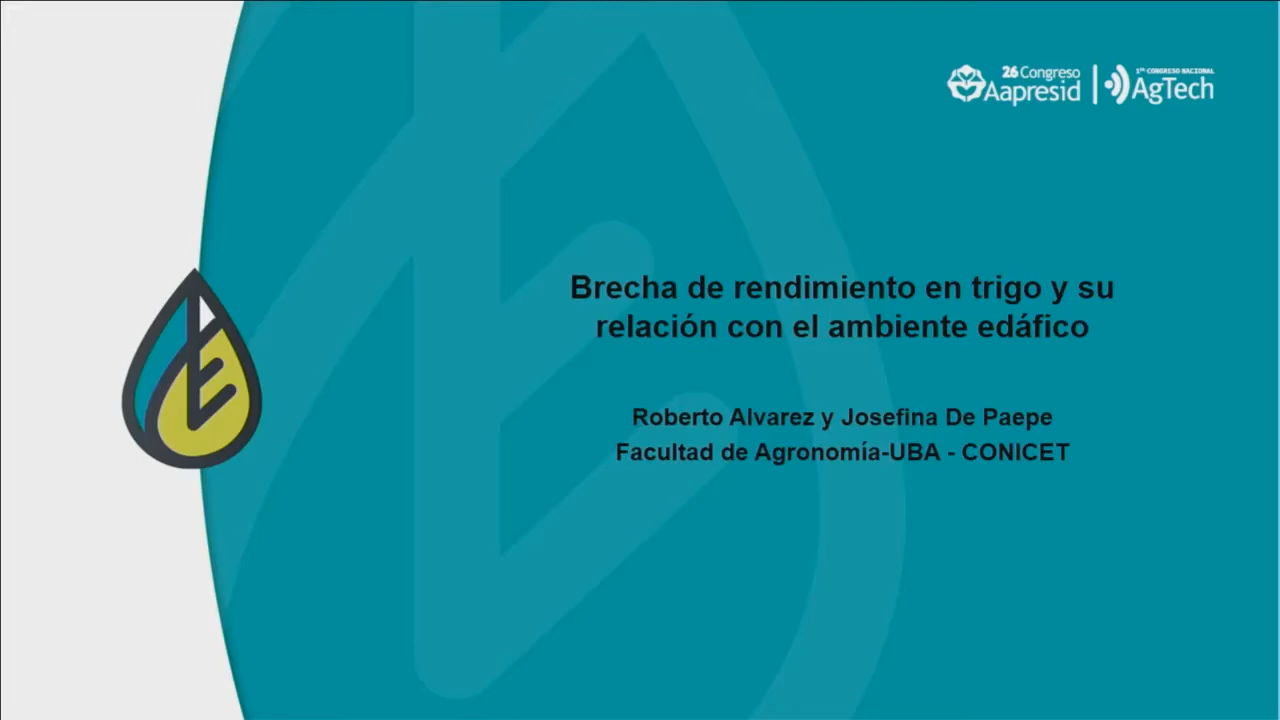 26 Congreso
Aapresid
1er CONGRESO NACIONAL
AgTech
Brecha de rendimiento en trigo y su
relación con el ambiente edáfico
Roberto Alvarez y Josefina De Paepe
Facultad de Agronomía-UBA - CONICET